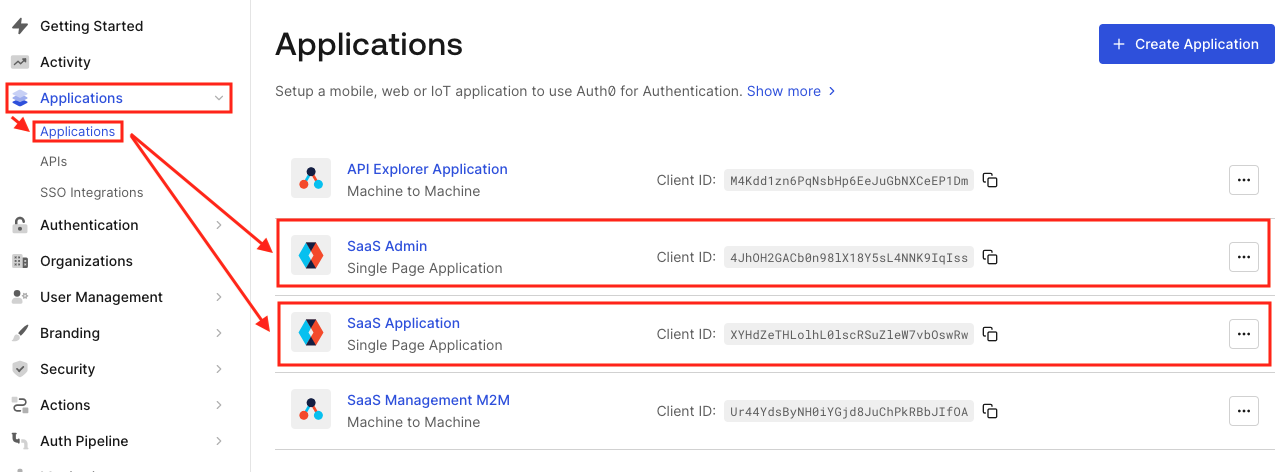 Getting Started
Activity
Applications
Applications
APIs
SSO Integrations
Authentication
Organizations
User Management
Branding
Security
Actions
Auth Pipeline
Applications
+ Create Application
Setup a mobile, web or IoT application to use Auth0 for Authentication. Show more
API Explorer Application
Machine to Machine
Client ID: M4Kdd1zn6PqNsbHp6EeJuGbNXCeEP1Dm
SaaS Admin
Single Page Application
Client ID: 4JhOH2GACb0n98lX18Y5sL4NNK9IqIss
SaaS Application
Single Page Application
Client ID: XYHdZeTHLolhL0lscRSuZleW7vbOswRw
SaaS Management M2M
Machine to Machine
Client ID: Ur44YdsByNH0iYGjd8JuChPkRBbJIfOA